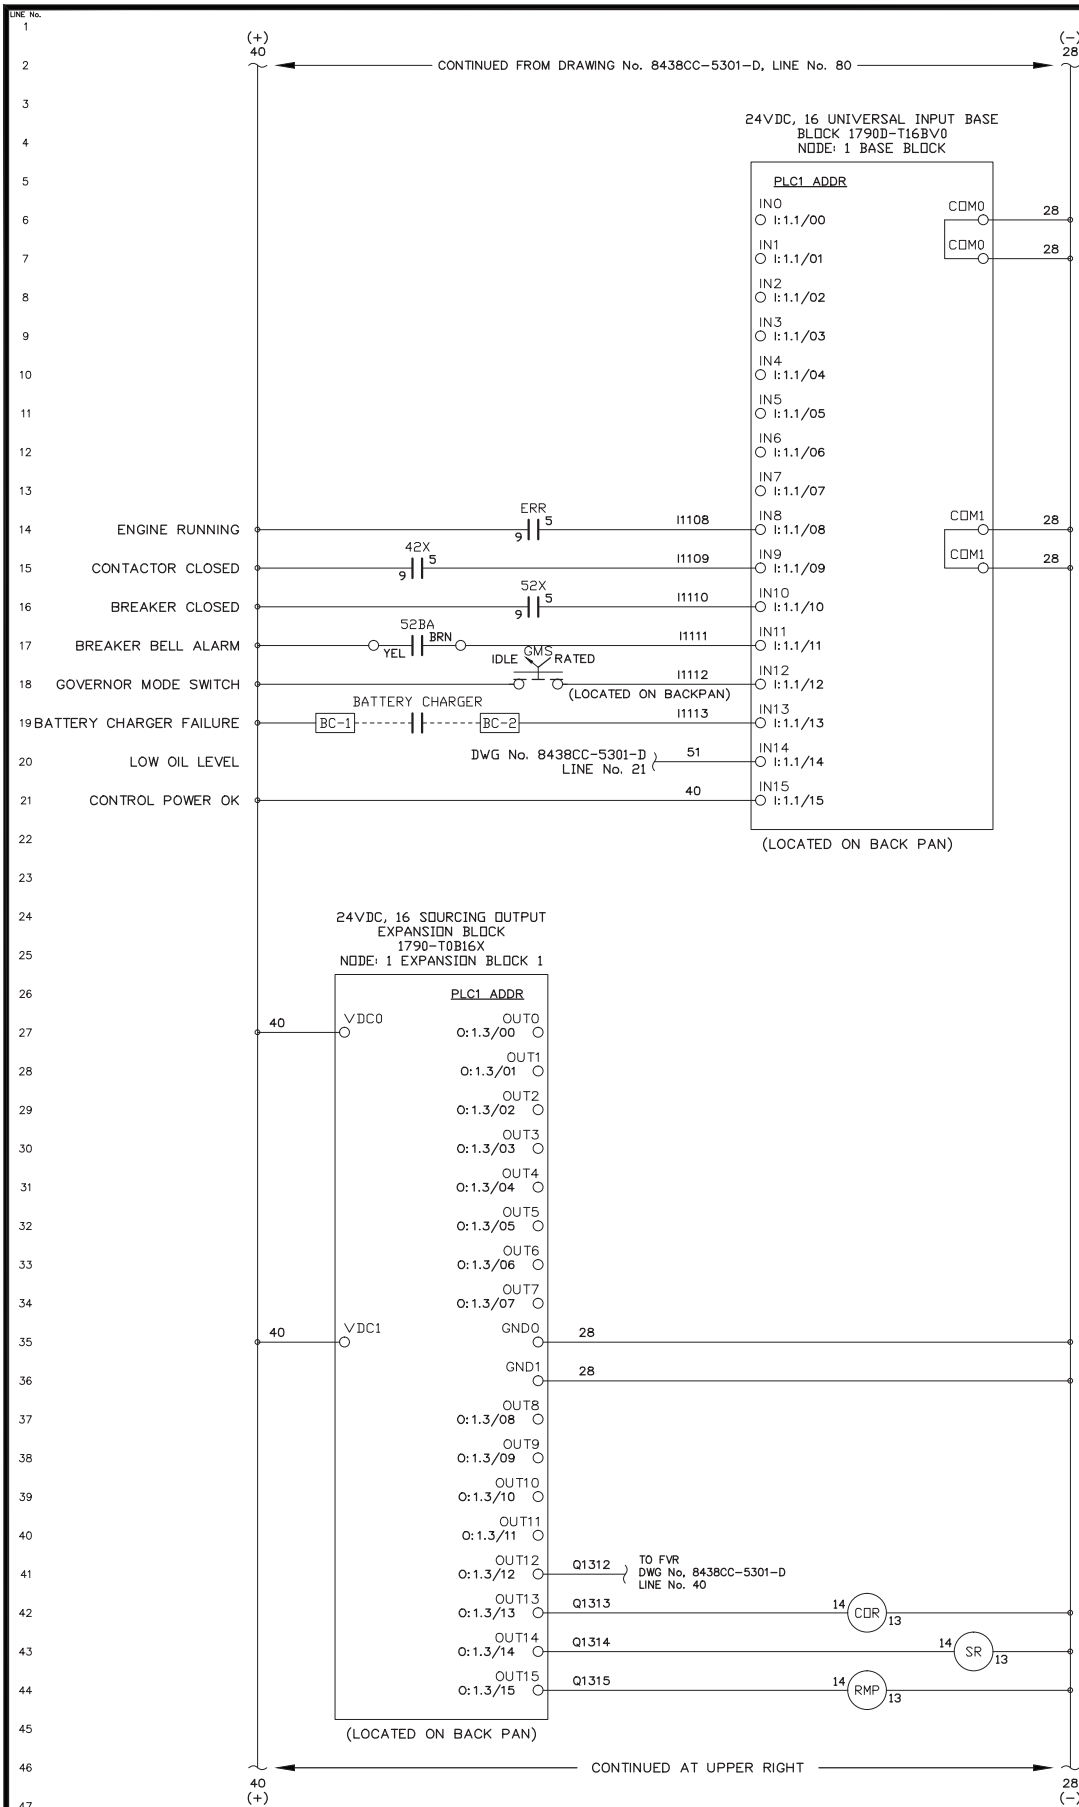 LINE No.
1
(+)
(-)
40
28
2
CONTINUED FROM DRAWING No. 8438CC-5301-D, LINE No. 80
3
24VDC, 16 UNIVERSAL INPUT BASE
4
BLOCK 1790D-T16BV0
NODE: 1 BASE BLOCK
5
PLC1 ADDR
IN0
COM0
28
6
I:1.1/00
IN1
COM0
28
7
I:1.1/01
IN2
8
I:1.1/02
IN3
9
I:1.1/03
IN4
10
I:1.1/04
IN5
11
I:1.1/05
IN6
12
I:1.1/06
IN7
13
I:1.1/07
ERR
5
9
I1108
IN8
COM1
28
14
ENGINE RUNNING
I:1.1/08
42X
5
9
I1109
IN9
COM1
28
15
CONTACTOR CLOSED
I:1.1/09
52X
5
9
I1110
IN10
16
BREAKER CLOSED
I:1.1/10
52BA
YEL
BRN
I1111
IN11
17
BREAKER BELL ALARM
I:1.1/11
GMS
IDLE
RATED
I1112
IN12
18
GOVERNOR MODE SWITCH
(LOCATED ON BACKPAN)
I:1.1/12
BATTERY CHARGER
I1113
IN13
19 BATTERY CHARGER FAILURE
BC-1
BC-2
I:1.1/13
DWG No. 8438CC-5301-D
LINE No. 21
51
IN14
20
LOW OIL LEVEL
I:1.1/14
40
IN15
21
CONTROL POWER OK
I:1.1/15
22
(LOCATED ON BACK PAN)
23
24
24VDC, 16 SOURCING OUTPUT
EXPANSION BLOCK
25
1790-T0B16X
NODE: 1 EXPANSION BLOCK 1
26
PLC1 ADDR
40
VDC0
OUT0
27
O:1.3/00
OUT1
28
O:1.3/01
OUT2
29
O:1.3/02
OUT3
30
O:1.3/03
OUT4
31
O:1.3/04
OUT5
32
O:1.3/05
OUT6
33
O:1.3/06
OUT7
34
O:1.3/07
40
VDC1
GND0
28
35
GND1
28
36
OUT8
37
O:1.3/08
OUT9
38
O:1.3/09
OUT10
39
O:1.3/10
OUT11
40
O:1.3/11
OUT12
Q1312
TO FVR
DWG No, 8438CC-5301-D
LINE No. 40
41
O:1.3/12
OUT13
Q1313
14
COR
13
42
O:1.3/13
OUT14
Q1314
14
SR
13
43
O:1.3/14
OUT15
Q1315
14
RMP
13
44
O:1.3/15
45
(LOCATED ON BACK PAN)
46
CONTINUED AT UPPER RIGHT
40
28
(+)
(-)
47